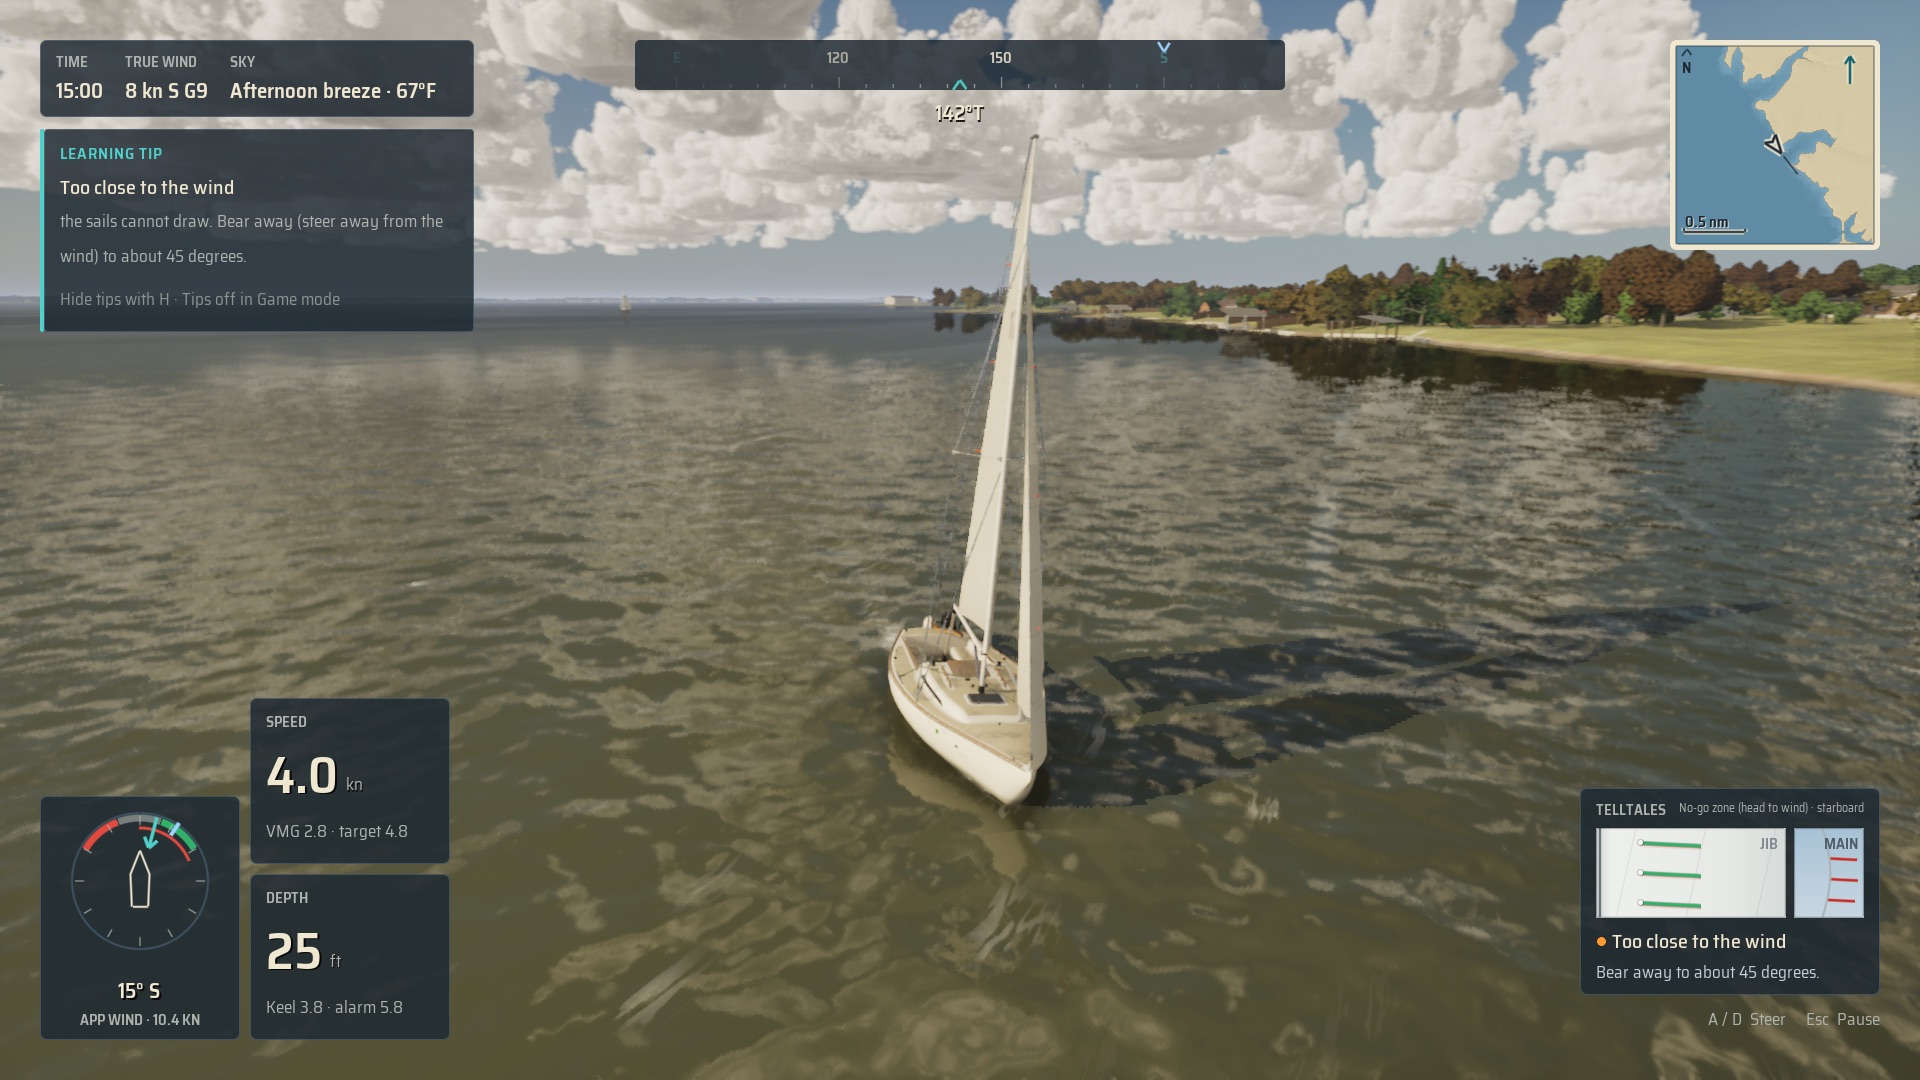 TIME TRUE WIND SKY
15:00 8 kn S G9 Afternoon breeze · 67°F
LEARNING TIP
Too close to the wind
the sails cannot draw. Bear away (steer away from the
wind) to about 45 degrees.
Hide tips with H · Tips off in Game mode
E 120 150 S
142°T
N
0.5 nm
SPEED
4.0 kn
VMG 2.8 · target 4.8
DEPTH
25 ft
Keel 3.8 · alarm 5.8
15° S
APP WIND · 10.4 KN
TELLTALES No-go zone (head to wind) · starboard
JIB MAIN
Too close to the wind
Bear away to about 45 degrees.
A / D Steer Esc Pause